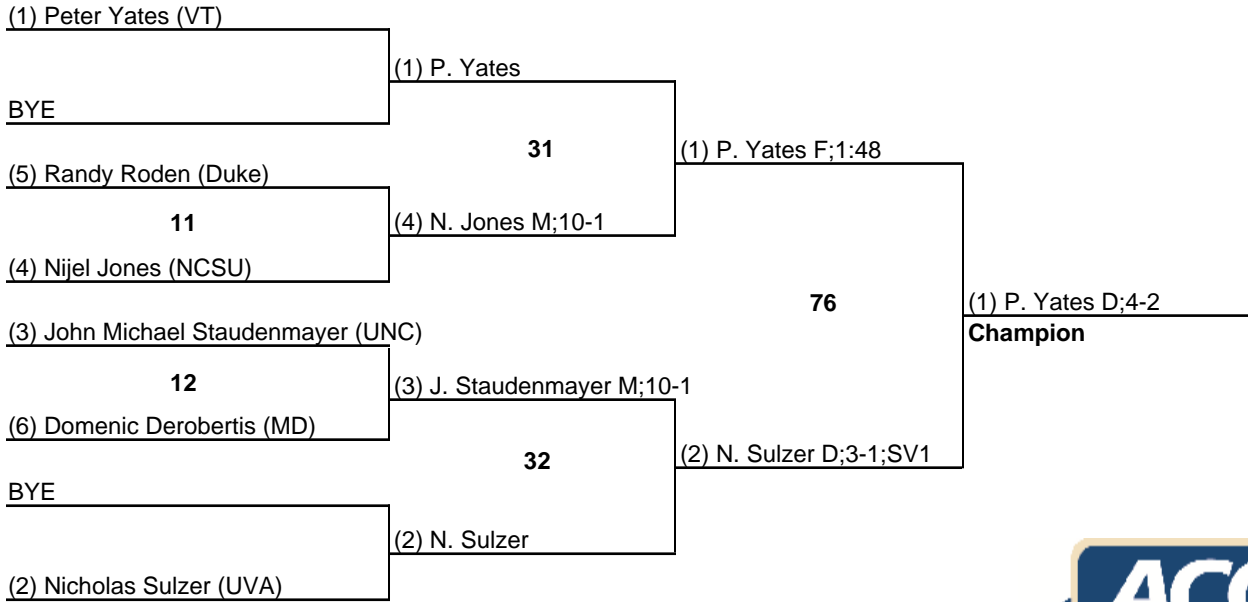 (1) Peter Yates (VT)
(1) P. Yates
BYE
31
(1) P. Yates F;1:48
(5) Randy Roden (Duke)
11
(4) N. Jones M;10-1
(4) Nijel Jones (NCSU)
76
(1) P. Yates D;4-2
Champion
(3) John Michael Staudenmayer (UNC)
12
(3) J. Staudenmayer M;10-1
(6) Domenic Derobertis (MD)
32
(2) N. Sulzer D;3-1;SV1
BYE
(2) N. Sulzer
(2) Nicholas Sulzer (UVA)
ACC